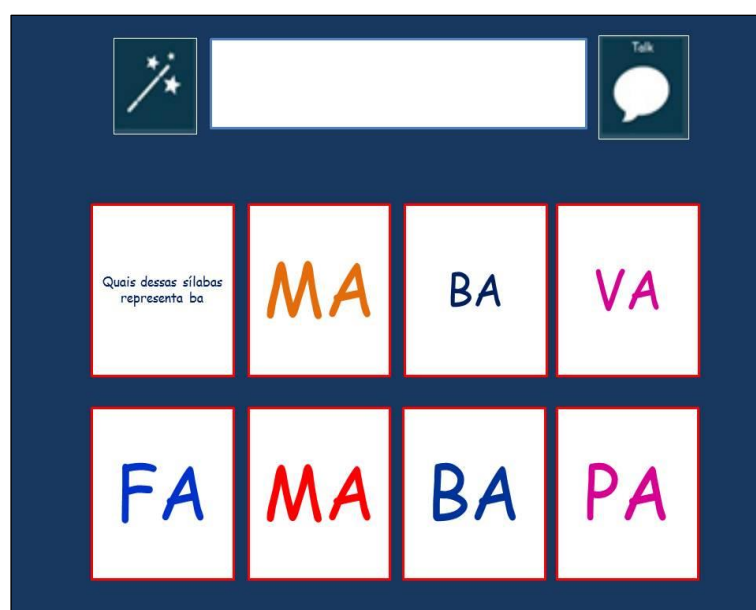 Talk
Quais dessas sílabas
representa ba
MA
BA
VA
FA
MA
BA
PA